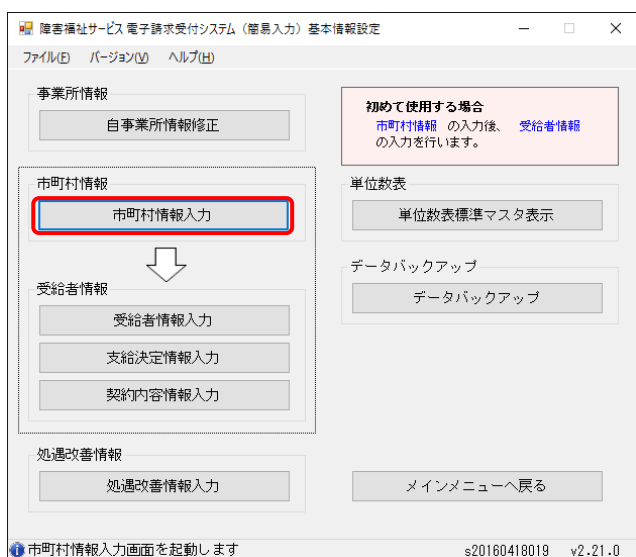 障害福祉サービス 電子請求受付システム（簡易入力）基本情報設定
ファイル(F) バージョン(V) ヘルプ(H)
事業所情報
自事業所情報修正
初めて使用する場合
市町村情報 の入力後、 受給者情報
の入力を行います。
市町村情報
市町村情報入力
単位数表
単位数表標準マスタ表示
データバックアップ
データバックアップ
受給者情報
受給者情報入力
支給決定情報入力
契約内容情報入力
処遇改善情報
処遇改善情報入力
メインメニューへ戻る
市町村情報入力画面を起動します
s20160418019 v2.21.0